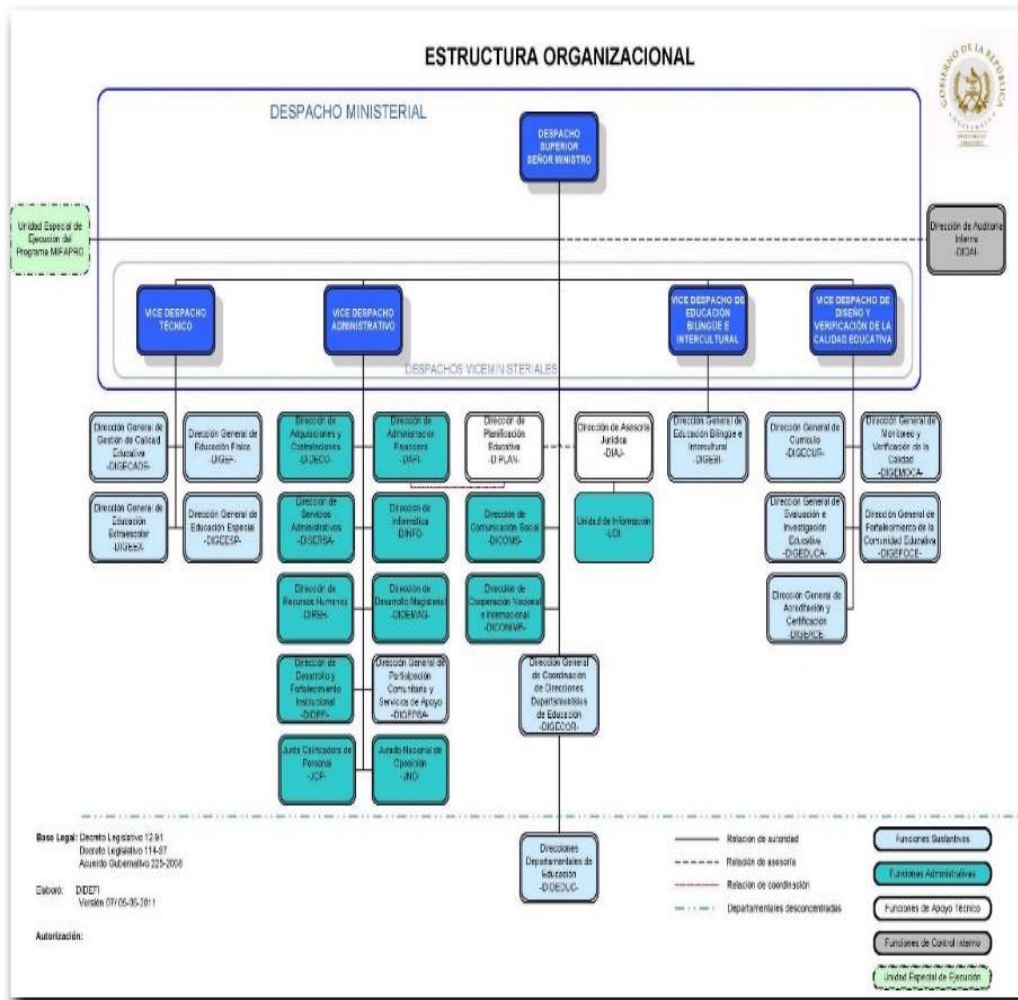 ESTRUCTURA ORGANIZACIONAL
GOBIERNO DE LA REPÚBLICA
DESPACHO MINISTERIAL
DESPACHO
SUPERIOR
SEÑOR MINISTRO
Unidad Especial de
Ejecución del
Programa MIFAPRO
Dirección de Auditoria
Interna
-DIDAI-
VICE DESPACHO
TÉCNICO
VICE DESPACHO
ADMINISTRATIVO
VICE DESPACHO DE
EDUCACIÓN
BILINGÜE E
INTERCULTURAL
VICE DESPACHO DE
DISEÑO Y
VERIFICACIÓN DE LA
CALIDAD EDUCATIVA
DESPACHOS VICEMINISTERIALES
Dirección General de
Gestión de Calidad
Educativa
-DIGECADE-
Dirección General de
Educación Física
-DIGEF-
Dirección de
Adquisiciones y
Contrataciones
-DIDECO-
Dirección de
Administración
Financiera
-DAFI-
Dirección de
Planificación
Educativa
-DIPLAN-
Dirección de Asesoría
Jurídica
-DIAJ-
Dirección General de
Educación Bilingüe e
Intercultural
-DIGEBI-
Dirección General de
Currículo
-DIGECUR-
Dirección General de
Monitoreo y
Verificación de la
Calidad
-DIGEMOCA-
Dirección General de
Educación
Extraescolar
-DIGEEX-
Dirección General de
Educación Especial
-DIGEESP-
Dirección de
Servicios
Administrativos
-DISERSA-
Dirección de
Informática
-DINFO-
Dirección de
Comunicación Social
-DICOMS-
Unidad de Información
-UDI-
Dirección General de
Evaluación e
Investigación
Educativa
-DIGEDUCA-
Dirección General de
Fortalecimiento de la
Comunidad Educativa
-DIGEFOCE-
Dirección de
Recursos Humanos
-DIREH-
Dirección de
Desarrollo Magisterial
-DIDEMAG-
Dirección de
Cooperación Nacional
e Internacional
-DICONIME-
Dirección General de
Acreditación y
Certificación
-DIGEACE-
Dirección de
Desarrollo y
Fortalecimiento
Institucional
-DIDEFI-
Dirección General de
Participación
Comunitaria y
Servicios de Apoyo
-DIGEPSA-
Dirección General
de Coordinación
de Direcciones
Departamentales
de Educación
-DIGECOR-
Junta Calificadora de
Personal
-JCP-
Jurado Nacional de
Oposición
-JNO-
Direcciones
Departamentales de
Educación
-DIDEDUC-
Base Legal: Decreto Legislativo 12-91
Decreto Legislativo 114-97
Acuerdo Gubernativo 225-2008
Elaboró: DIDEFI
Versión 07/ 05-05-2011
Autorización:
Relación de autoridad
Relación de asesoría
Relación de coordinación
Departamentales desconcentradas
Funciones Sustantivas
Funciones Administrativas
Funciones de Apoyo Técnico
Funciones de Control Interno
Unidad Especial de Ejecución